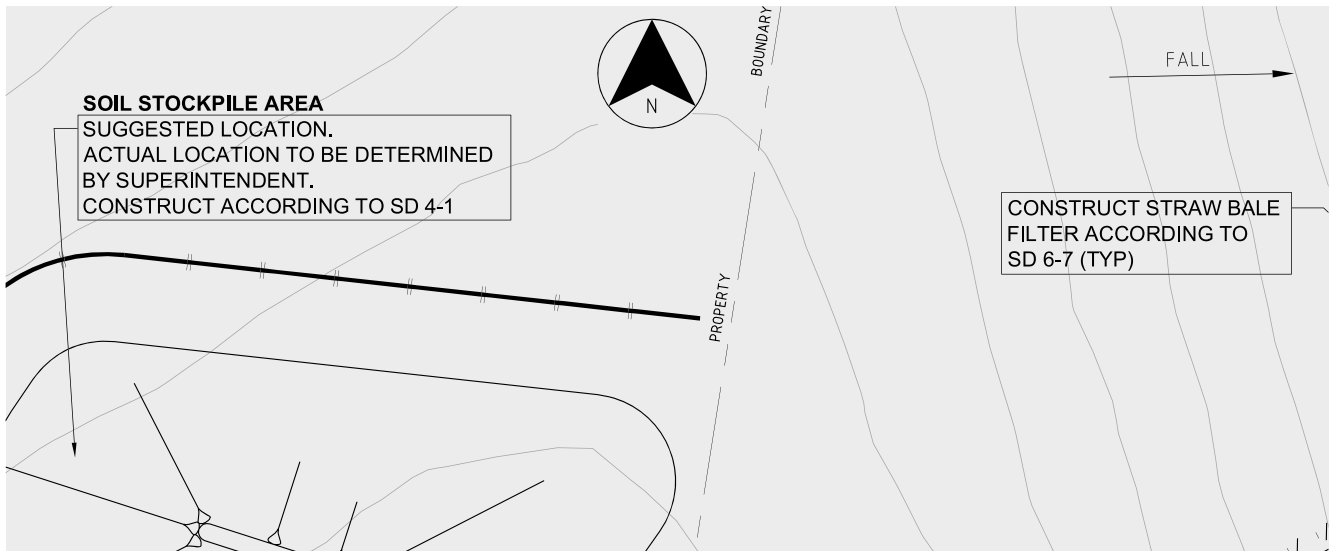 SOIL STOCKPILE AREA
SUGGESTED LOCATION.
ACTUAL LOCATION TO BE DETERMINED
BY SUPERINTENDENT.
CONSTRUCT ACCORDING TO SD 4-1
N
PROPERTY
BOUNDARY
FALL
CONSTRUCT STRAW BALE
FILTER ACCORDING TO
SD 6-7 (TYP)